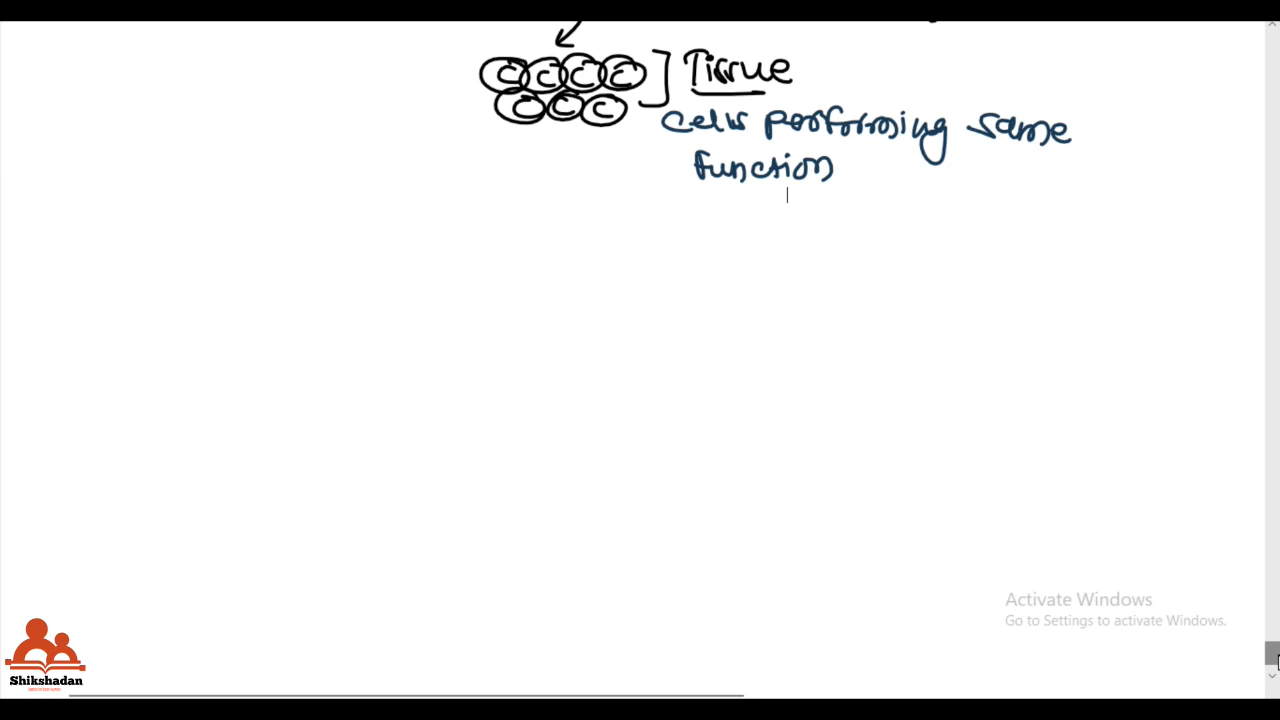 C C C C ] Tissue
C C C
cells performing same
function
Activate Windows
Go to Settings to activate Windows.
Shikshadan